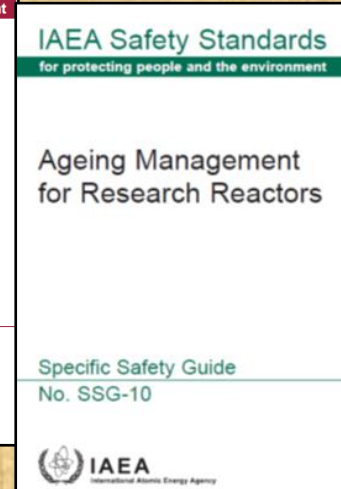 nt
IAEA Safety Standards
for protecting people and the environment
Ageing Management
for Research Reactors
Specific Safety Guide
No. SSG-10
IAEA
International Atomic Energy Agency